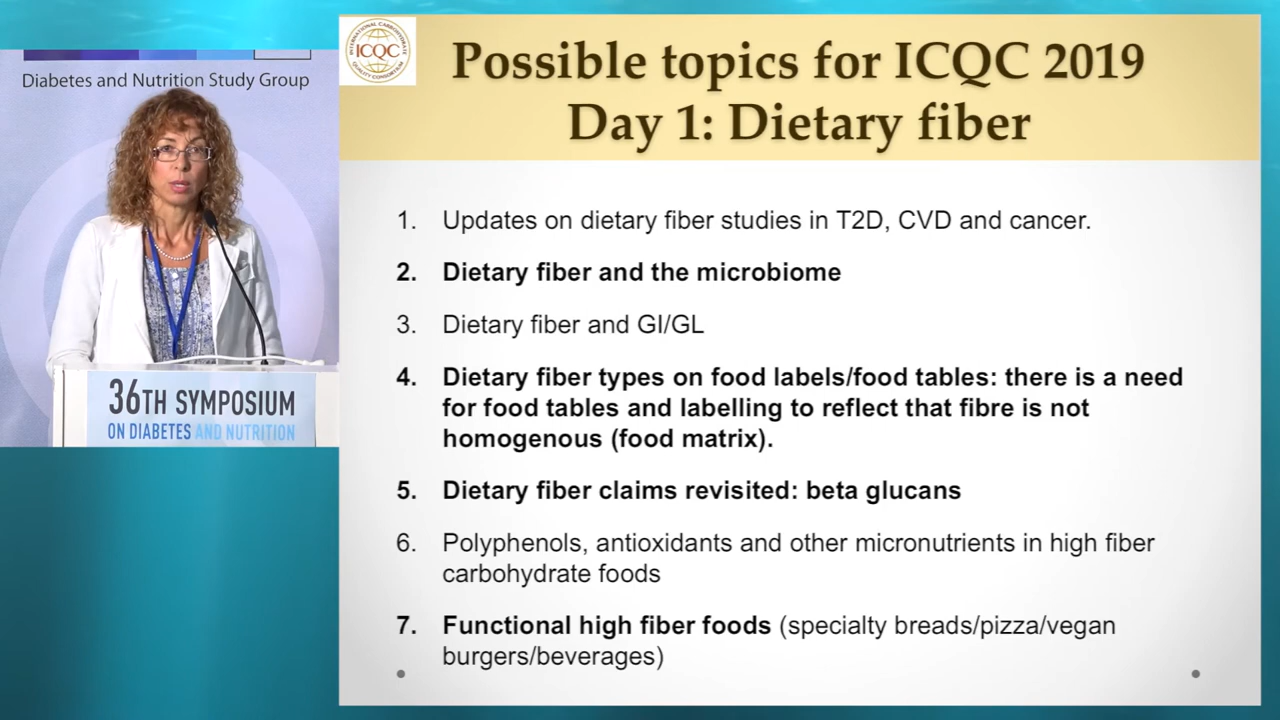 Diabetes and Nutrition Study Group
36TH SYMPOSIUM
ON DIABETES AND NUTRITION
INTERNATIONAL CARBOHYDRATE
ICQC
QUALITY CONSORTIUM
Possible topics for ICQC 2019
Day 1: Dietary fiber
1. Updates on dietary fiber studies in T2D, CVD and cancer.
2. Dietary fiber and the microbiome
3. Dietary fiber and GI/GL
4. Dietary fiber types on food labels/food tables: there is a need
for food tables and labelling to reflect that fibre is not
homogenous (food matrix).
5. Dietary fiber claims revisited: beta glucans
6. Polyphenols, antioxidants and other micronutrients in high fiber
carbohydrate foods
7. Functional high fiber foods (specialty breads/pizza/vegan
burgers/beverages)